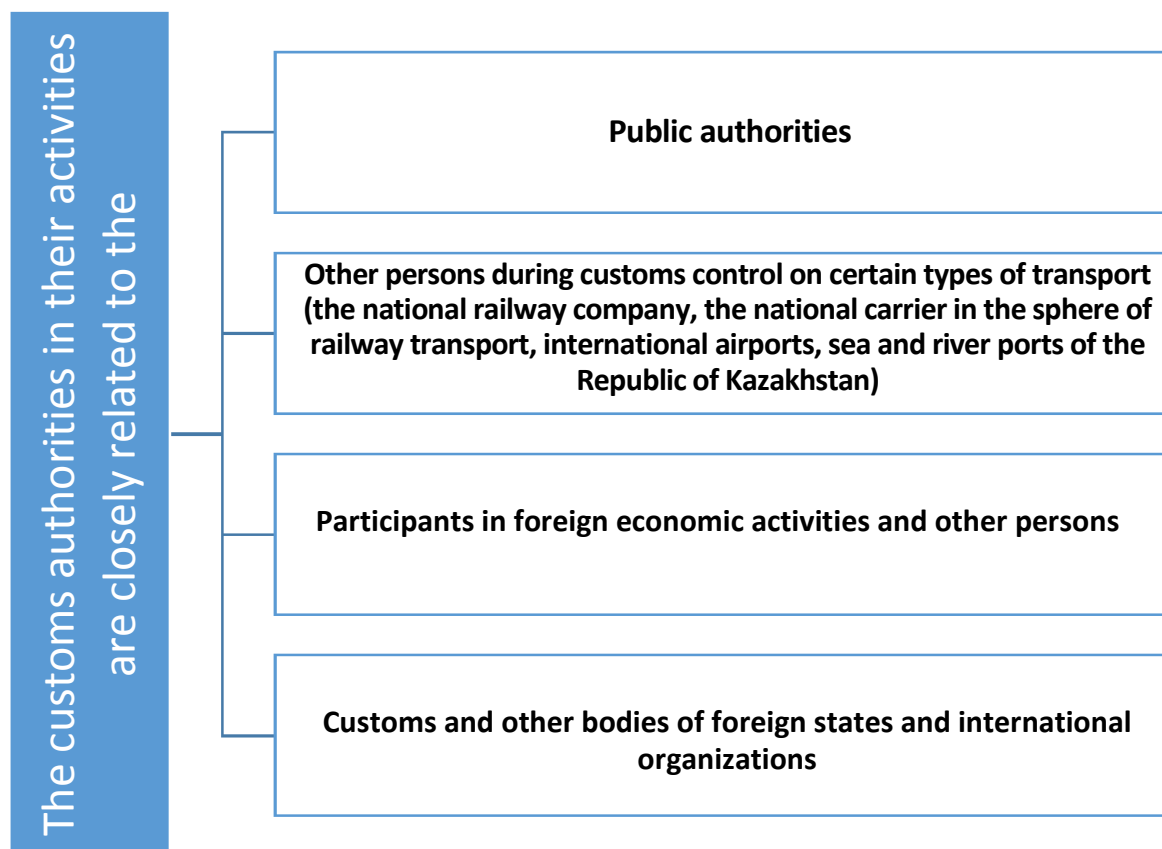 The customs authorities in their activities
are closely related to the
Public authorities
Other persons during customs control on certain types of transport
(the national railway company, the national carrier in the sphere of
railway transport, international airports, sea and river ports of the
Republic of Kazakhstan)
Participants in foreign economic activities and other persons
Customs and other bodies of foreign states and international
organizations